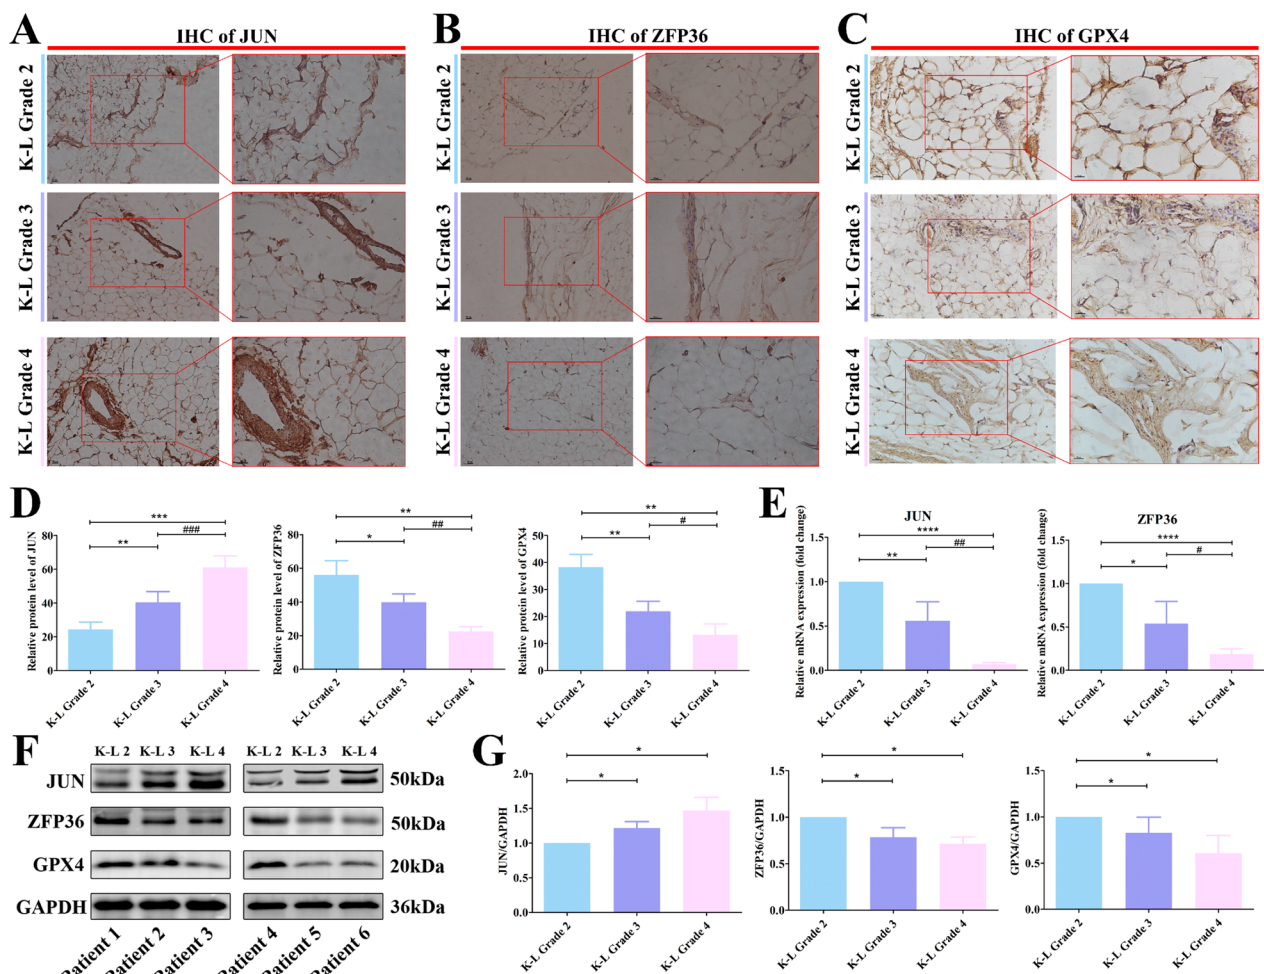 A
IHC of JUN
K-L Grade 2
K-L Grade 3
K-L Grade 4
B
IHC of ZFP36
K-L Grade 2
K-L Grade 3
K-L Grade 4
C
IHC of GPX4
K-L Grade 2
K-L Grade 3
K-L Grade 4
D
Relative protein level of JUN
80
60
40
20
0
***
###
**
K-L Grade 2
K-L Grade 3
K-L Grade 4
Relative protein level of ZFP36
80
60
40
20
0
**
##
*
K-L Grade 2
K-L Grade 3
K-L Grade 4
Relative protein level of GPX4
50
40
30
20
10
0
**
#
**
K-L Grade 2
K-L Grade 3
K-L Grade 4
E
JUN
Relative mRNA expression (fold change)
1.5
1.0
0.5
0.0
****
##
**
K-L Grade 2
K-L Grade 3
K-L Grade 4
ZFP36
Relative mRNA expression (fold change)
1.5
1.0
0.5
0.0
****
#
*
K-L Grade 2
K-L Grade 3
K-L Grade 4
F
K-L 2 K-L 3 K-L 4 K-L 2 K-L 3 K-L 4
JUN 50kDa
ZFP36 50kDa
GPX4 20kDa
GAPDH 36kDa
Patient 1
Patient 2
Patient 3
Patient 4
Patient 5
Patient 6
G
JUN/GAPDH
2.0
1.5
1.0
0.5
0.0
*
*
K-L Grade 2
K-L Grade 3
K-L Grade 4
ZFP36/GAPDH
1.5
1.0
0.5
0.0
*
*
K-L Grade 2
K-L Grade 3
K-L Grade 4
GPX4/GAPDH
1.5
1.0
0.5
0.0
*
*
K-L Grade 2
K-L Grade 3
K-L Grade 4